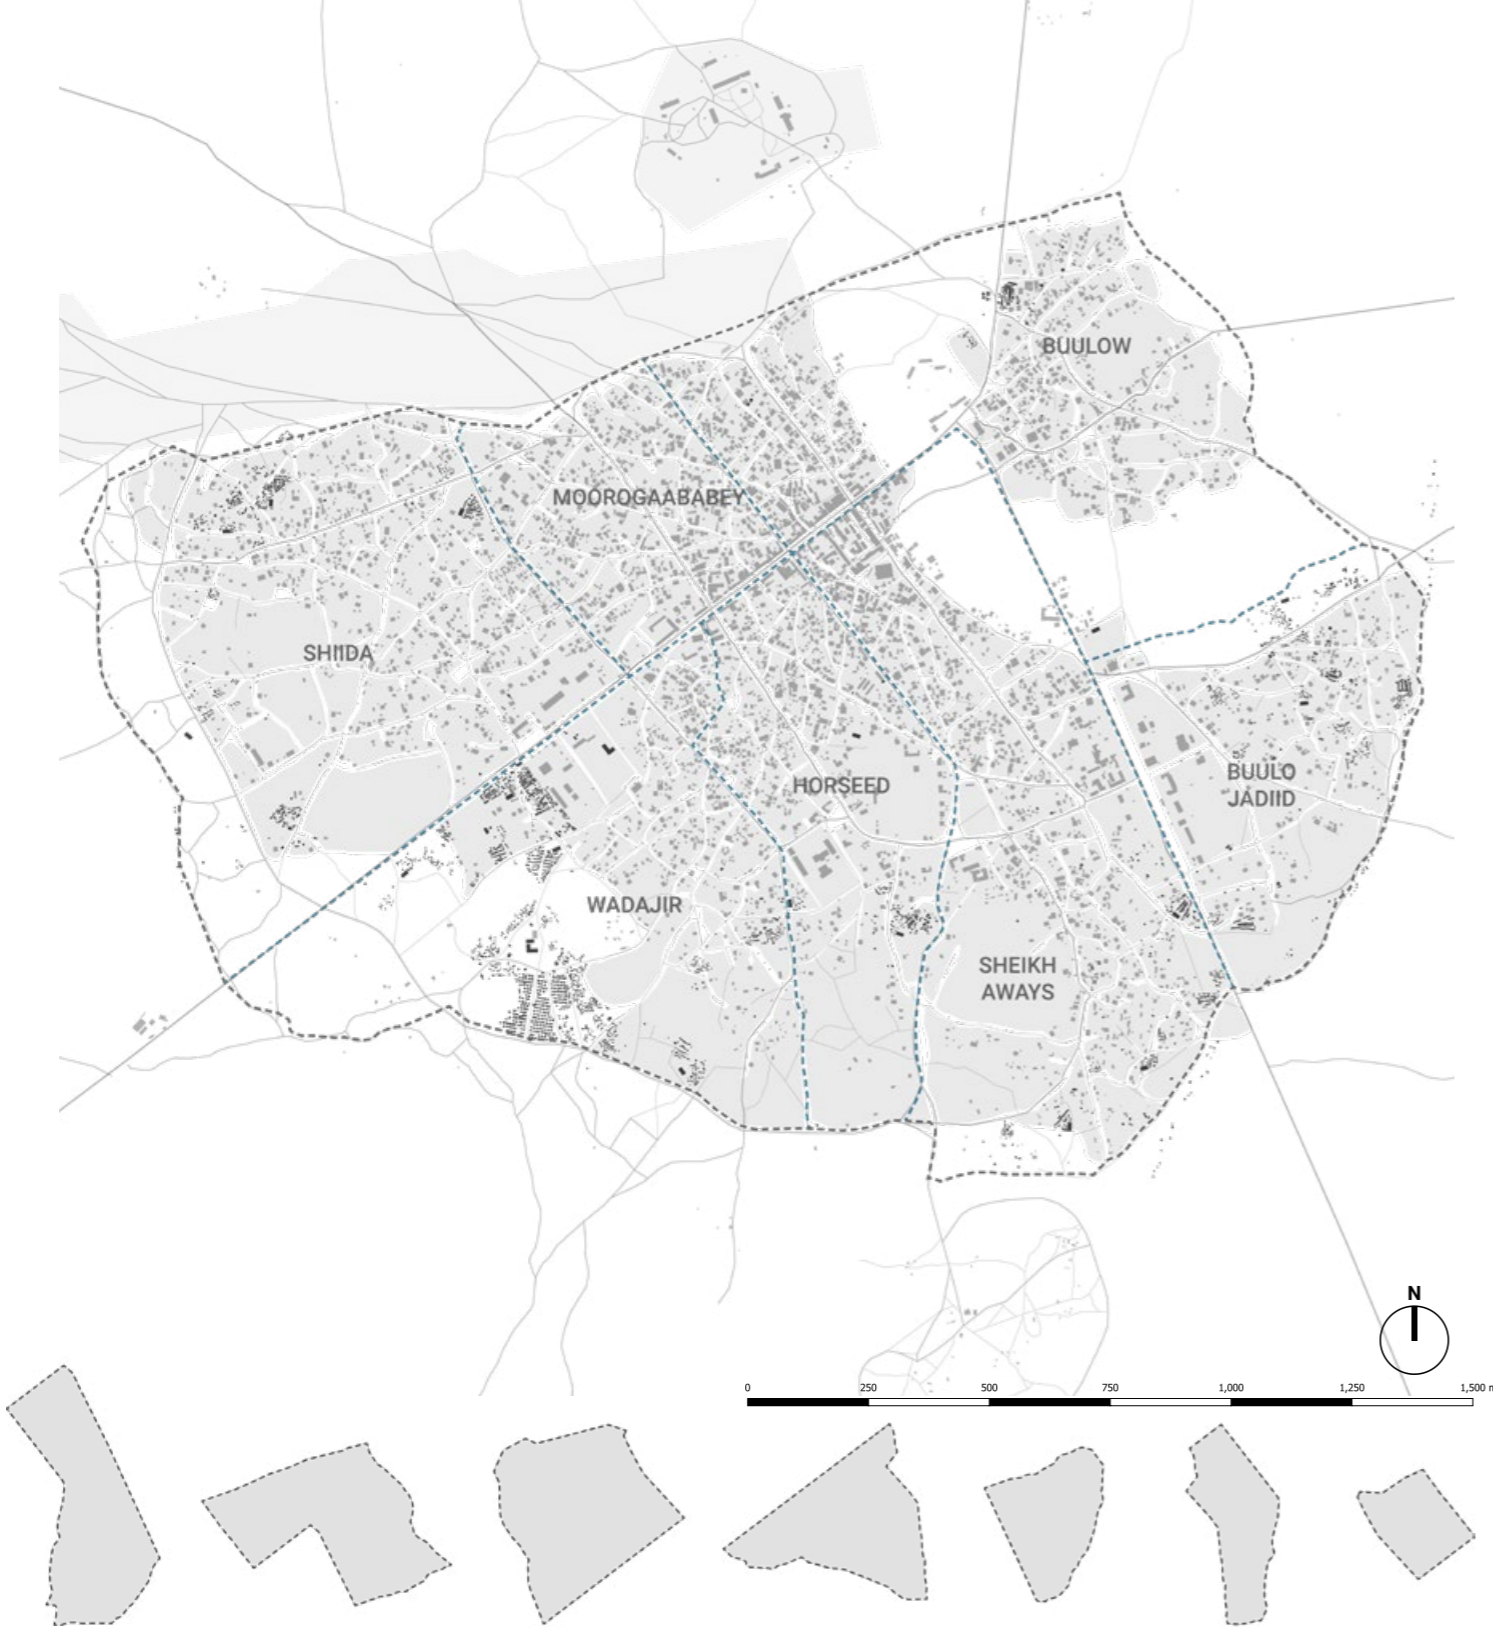 BUULOW
MOOROGAABABEY
SHIIDA
HORSEED
BUULO
JADIID
WADAJIR
SHEIKH
AWAYS
N
0 250 500 750 1,000 1,250 1,500 m